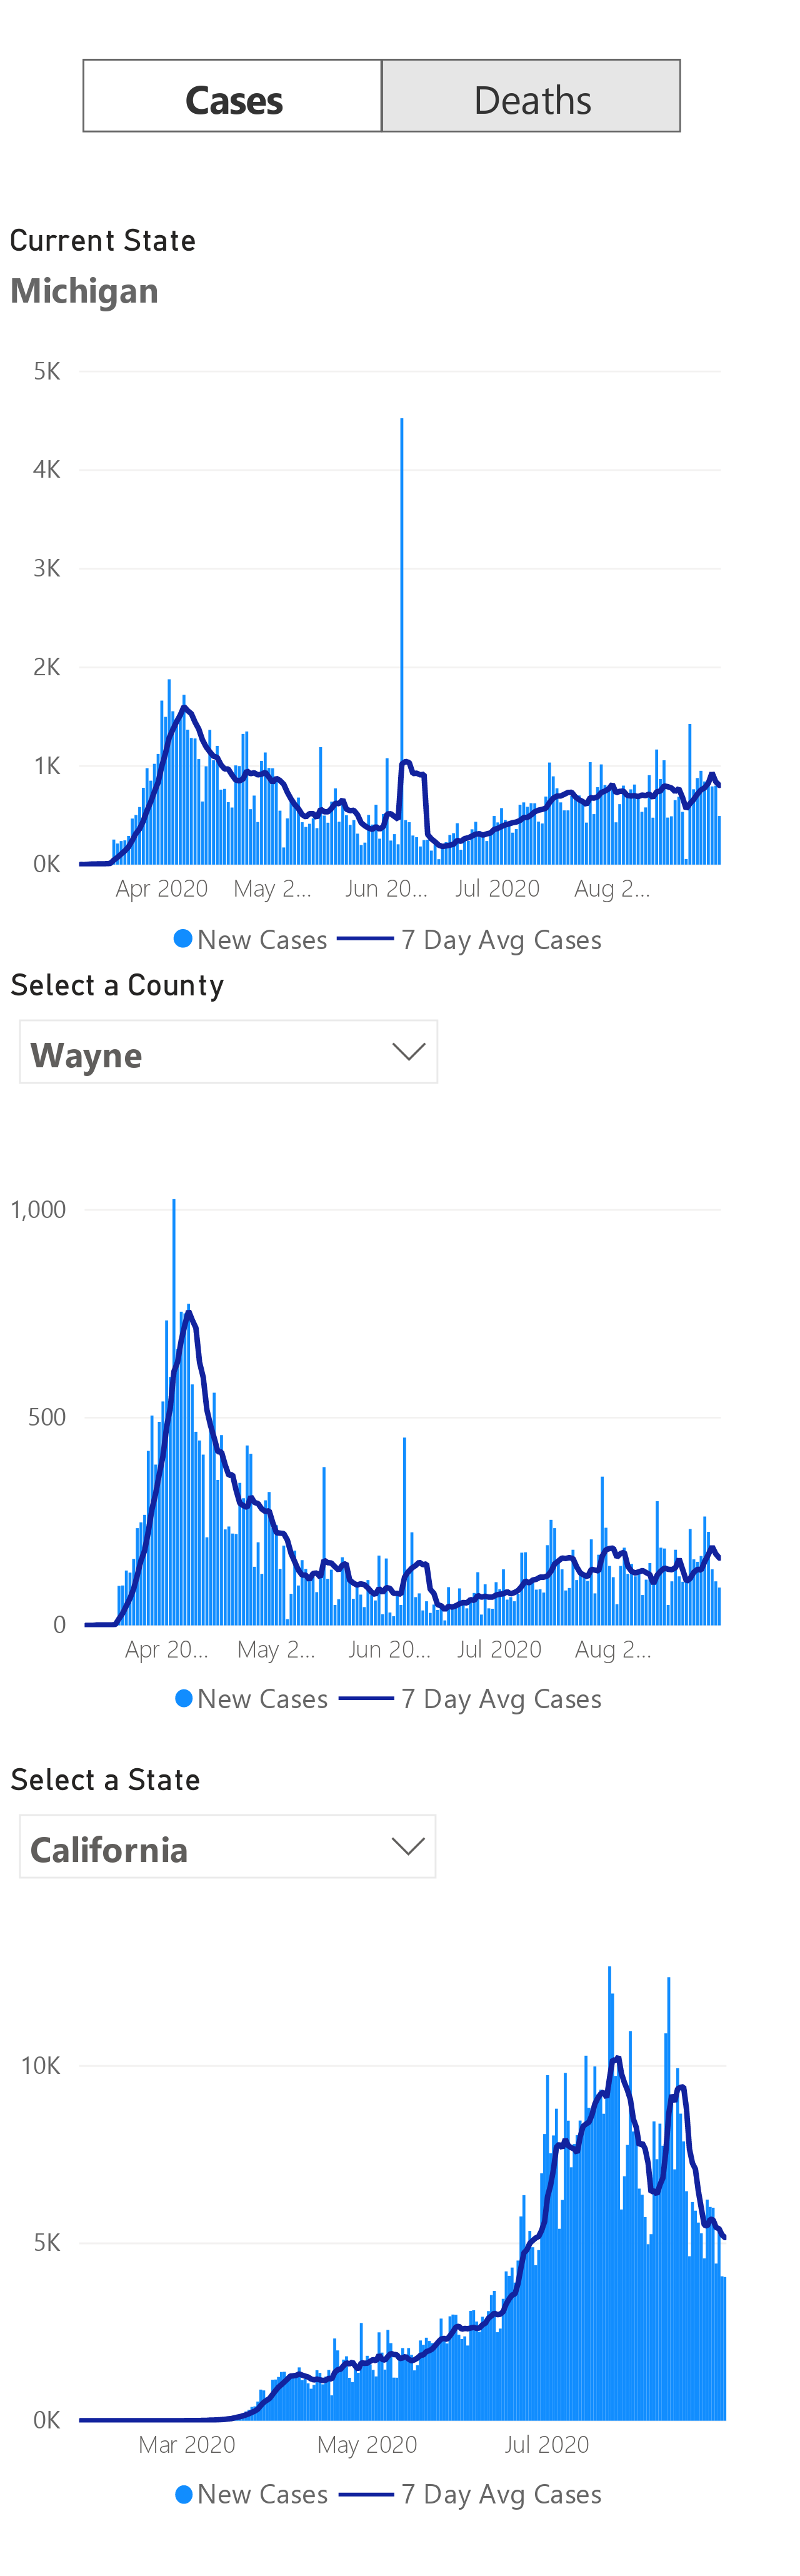 Cases Deaths
Current State
Michigan
5K
4K
3K
2K
1K
0K
Apr 2020 May 2... Jun 20... Jul 2020 Aug 2...
New Cases 7 Day Avg Cases
Select a County
Wayne
1,000
500
0
Apr 20... May 2... Jun 20... Jul 2020 Aug 2...
New Cases 7 Day Avg Cases
Select a State
California
10K
5K
0K
Mar 2020 May 2020 Jul 2020
New Cases 7 Day Avg Cases